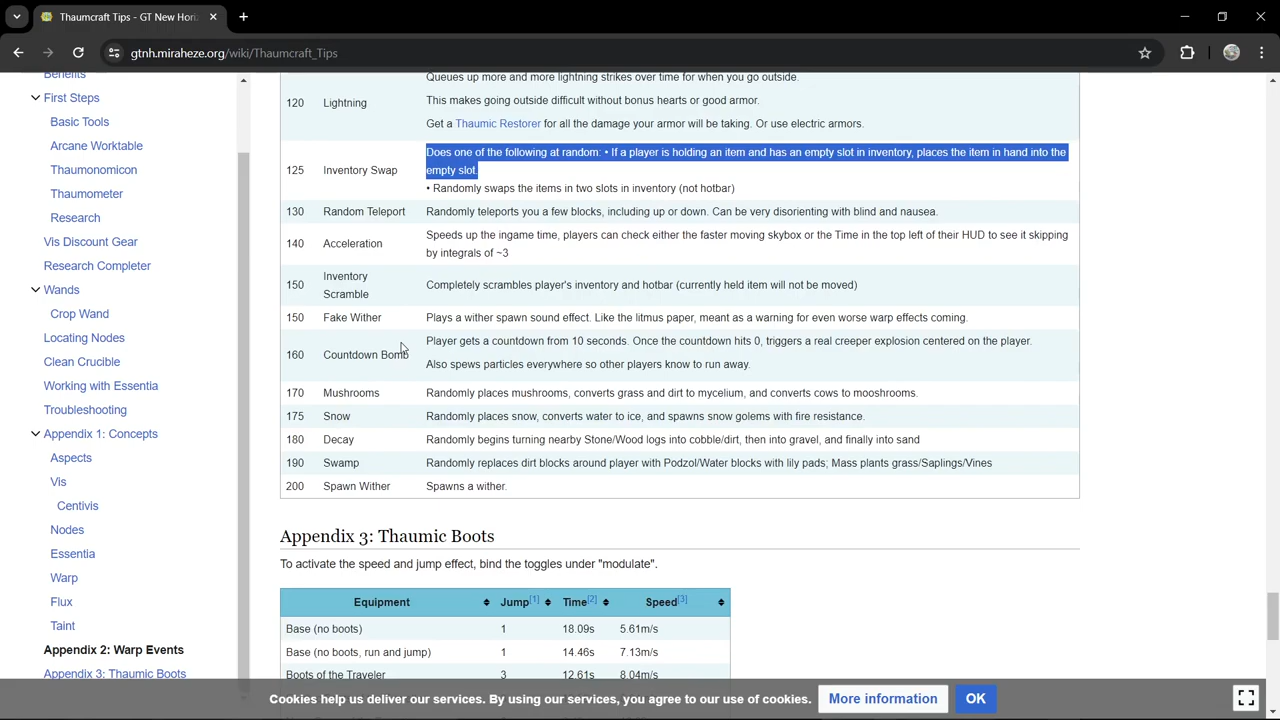 Thaumcraft Tips - GT New Hori
gtnh.miraheze.org/wiki/Thaumcraft_Tips
Benefits
First Steps
Basic Tools
Arcane Worktable
Thaumonomicon
Thaumometer
Research
Vis Discount Gear
Research Completer
Wands
Crop Wand
Locating Nodes
Clean Crucible
Working with Essentia
Troubleshooting
Appendix 1: Concepts
Aspects
Vis
Centivis
Nodes
Essentia
Warp
Flux
Taint
Appendix 2: Warp Events
Appendix 3: Thaumic Boots
120 Lightning
Queues up more and more lightning strikes over time for when you go outside.
This makes going outside difficult without bonus hearts or good armor.
Get a Thaumic Restorer for all the damage your armor will be taking. Or use electric armors.
125 Inventory Swap
Does one of the following at random: • If a player is holding an item and has an empty slot in inventory, places the item in hand into the
empty slot.
• Randomly swaps the items in two slots in inventory (not hotbar)
130 Random Teleport Randomly teleports you a few blocks, including up or down. Can be very disorienting with blind and nausea.
140 Acceleration
Speeds up the ingame time, players can check either the faster moving skybox or the Time in the top left of their HUD to see it skipping
by integrals of ~3
150 Inventory
Scramble
Completely scrambles player's inventory and hotbar (currently held item will not be moved)
150 Fake Wither Plays a wither spawn sound effect. Like the litmus paper, meant as a warning for even worse warp effects coming.
160 Countdown Bomb
Player gets a countdown from 10 seconds. Once the countdown hits 0, triggers a real creeper explosion centered on the player.
Also spews particles everywhere so other players know to run away.
170 Mushrooms Randomly places mushrooms, converts grass and dirt to mycelium, and converts cows to mooshrooms.
175 Snow Randomly places snow, converts water to ice, and spawns snow golems with fire resistance.
180 Decay Randomly begins turning nearby Stone/Wood logs into cobble/dirt, then into gravel, and finally into sand
190 Swamp Randomly replaces dirt blocks around player with Podzol/Water blocks with lily pads; Mass plants grass/Saplings/Vines
200 Spawn Wither Spawns a wither.
Appendix 3: Thaumic Boots
To activate the speed and jump effect, bind the toggles under "modulate".
Equipment Jump[1] Time[2] Speed[3]
Base (no boots) 1 18.09s 5.61m/s
Base (no boots, run and jump) 1 14.46s 7.13m/s
Boots of the Traveler 3 12.61s 8.04m/s
Cookies help us deliver our services. By using our services, you agree to our use of cookies. More information OK